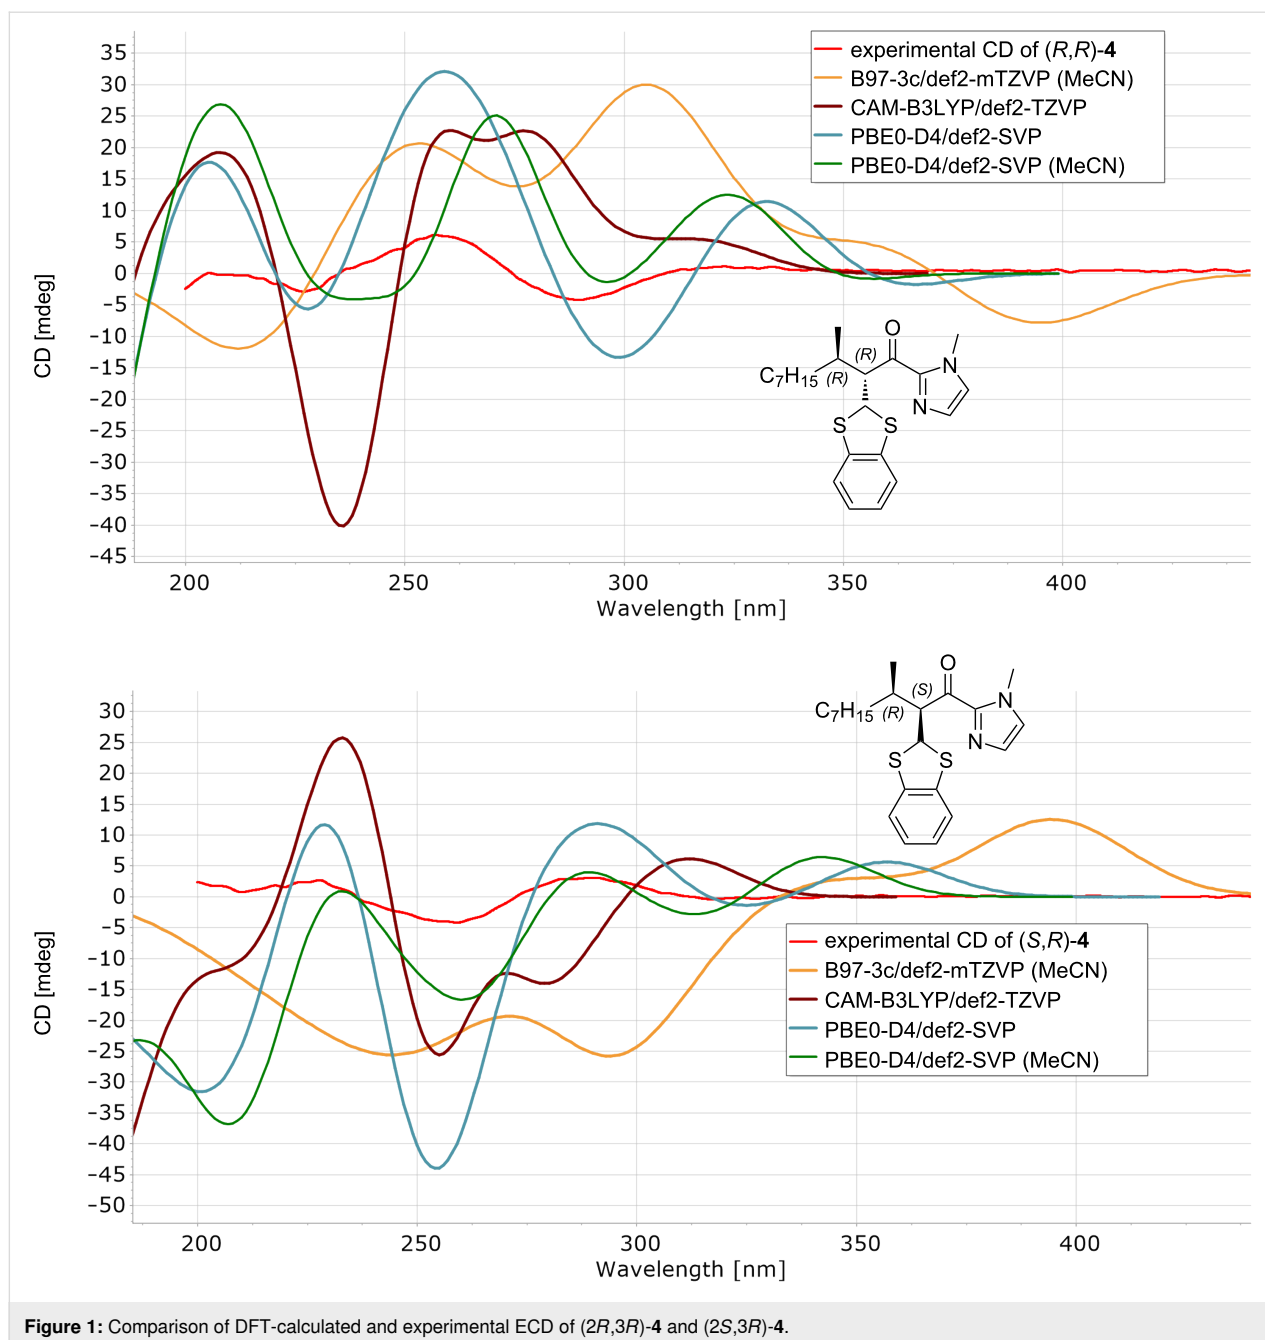 35
30
25
20
15
10
5
0
-5
-10
-15
-20
-25
-30
-35
-40
-45
CD [mdeg]
experimental CD of (R,R)-4
B97-3c/def2-mTZVP (MeCN)
CAM-B3LYP/def2-TZVP
PBE0-D4/def2-SVP
PBE0-D4/def2-SVP (MeCN)
O
(R)
N
C7H15 (R)
N
S S
200 250 300 350 400
Wavelength [nm]
O
(S)
N
C7H15 (R)
N
S S
30
25
20
15
10
5
0
-5
-10
-15
-20
-25
-30
-35
-40
-45
-50
CD [mdeg]
experimental CD of (S,R)-4
B97-3c/def2-mTZVP (MeCN)
CAM-B3LYP/def2-TZVP
PBE0-D4/def2-SVP
PBE0-D4/def2-SVP (MeCN)
200 250 300 350 400
Wavelength [nm]
Figure 1: Comparison of DFT-calculated and experimental ECD of (2R,3R)-4 and (2S,3R)-4.